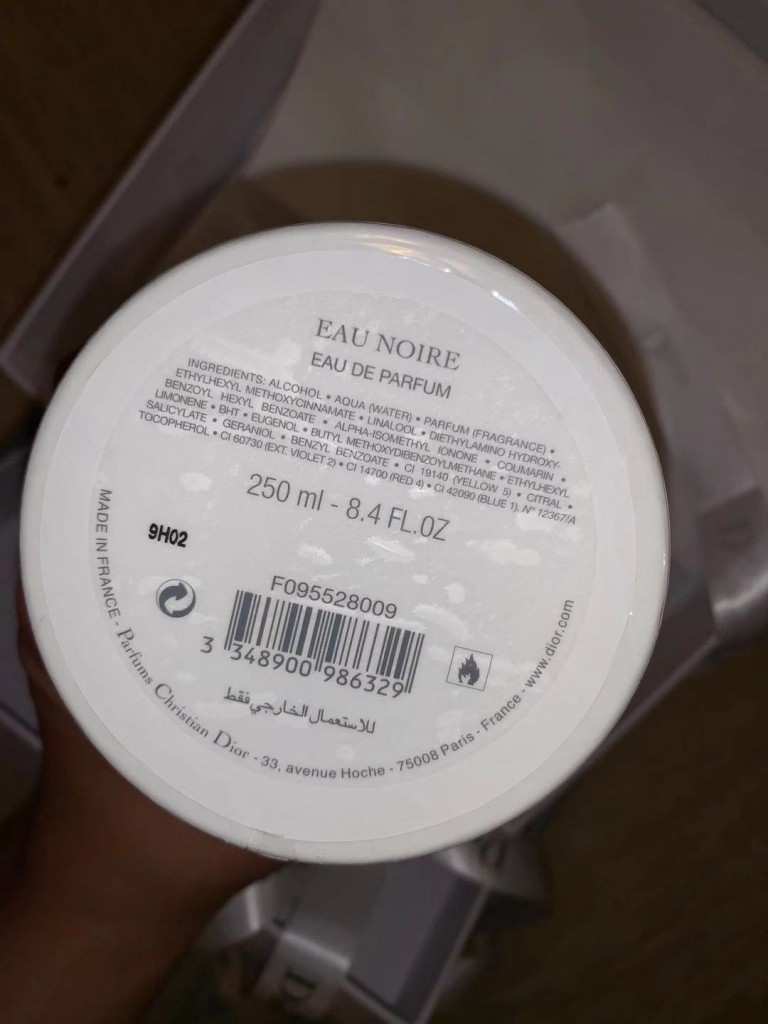 EAU NOIRE
EAU DE PARFUM
INGREDIENTS: ALCOHOL • AQUA (WATER) • PARFUM (FRAGRANCE) •
ETHYLHEXYL METHOXYCINNAMATE • LINALOOL • DIETHYLAMINO HYDROXY-
BENZOYL HEXYL BENZOATE • ALPHA-ISOMETHYL IONONE • COUMARIN •
LIMONENE • BHT • EUGENOL • BUTYL METHOXYDIBENZOYLMETHANE • ETHYLHEXYL
SALICYLATE • GERANIOL • BENZYL BENZOATE • CI 19140 (YELLOW 5) • CITRAL •
TOCOPHEROL • CI 60730 (EXT. VIOLET 2) • CI 14700 (RED 4) • CI 42090 (BLUE 1). N° 12367/A
250 ml - 8.4 FL.OZ
9H02
F095528009
3 348900 986329
للاستعمال الخارجي فقط
MADE IN FRANCE - Parfums Christian Dior - 33, avenue Hoche - 75008 Paris - France - www.dior.com